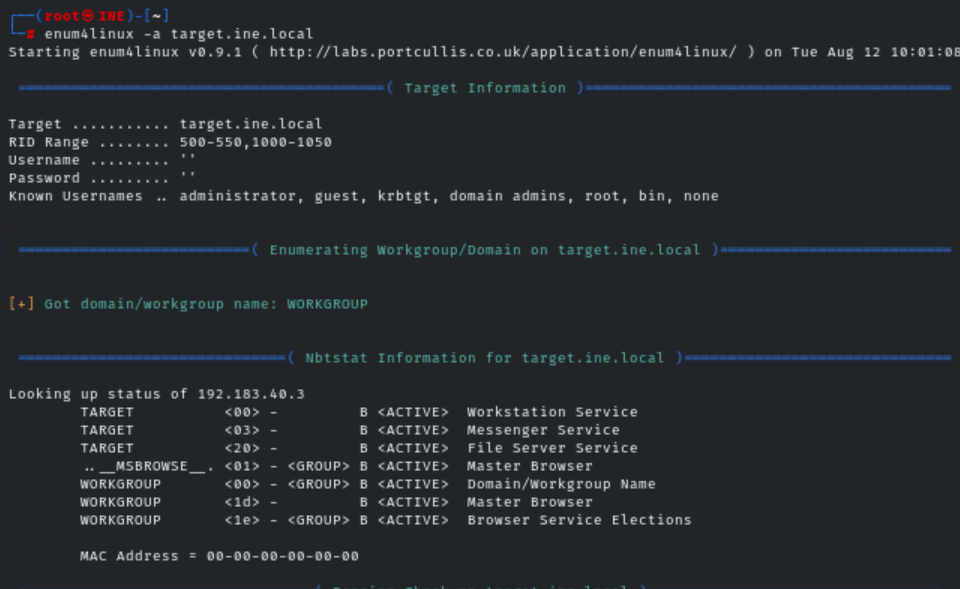 ┌──(root㉿INE)-[~]
└─# enum4linux -a target.ine.local
Starting enum4linux v0.9.1 ( http://labs.portcullis.co.uk/application/enum4linux/ ) on Tue Aug 12 10:01:08
=========================================( Target Information )=========================================
Target ........... target.ine.local
RID Range ........ 500-550,1000-1050
Username ......... ''
Password ......... ''
Known Usernames .. administrator, guest, krbtgt, domain admins, root, bin, none
==========================( Enumerating Workgroup/Domain on target.ine.local )==========================
[+] Got domain/workgroup name: WORKGROUP
==============================( Nbtstat Information for target.ine.local )==============================
Looking up status of 192.183.40.3
TARGET <00> - B <ACTIVE> Workstation Service
TARGET <03> - B <ACTIVE> Messenger Service
TARGET <20> - B <ACTIVE> File Server Service
..__MSBROWSE__. <01> - <GROUP> B <ACTIVE> Master Browser
WORKGROUP <00> - <GROUP> B <ACTIVE> Domain/Workgroup Name
WORKGROUP <1d> - B <ACTIVE> Master Browser
WORKGROUP <1e> - <GROUP> B <ACTIVE> Browser Service Elections
MAC Address = 00-00-00-00-00-00